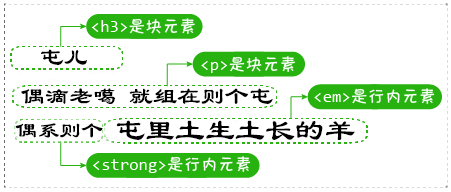 <h3>是块元素
屯儿
<p>是块元素
偶滴老噶 就组在则个屯
<em>是行内元素
偶系则个 屯里土生土长的羊
<strong>是行内元素